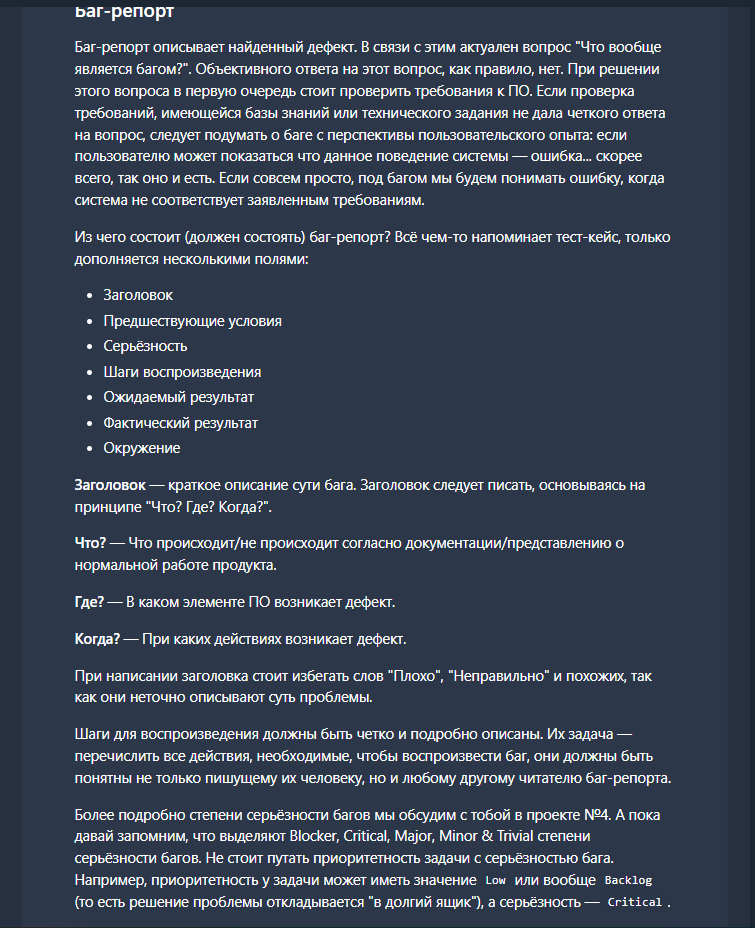 Баг-репорт
Баг-репорт описывает найденный дефект. В связи с этим актуален вопрос "Что вообще
является багом?". Объективного ответа на этот вопрос, как правило, нет. При решении
этого вопроса в первую очередь стоит проверить требования к ПО. Если проверка
требований, имеющейся базы знаний или технического задания не дала четкого ответа
на вопрос, следует подумать о баге с перспективы пользовательского опыта: если
пользователю может показаться что данное поведение системы — ошибка... скорее
всего, так оно и есть. Если совсем просто, под багом мы будем понимать ошибку, когда
система не соответствует заявленным требованиям.
Из чего состоит (должен состоять) баг-репорт? Всё чем-то напоминает тест-кейс, только
дополняется несколькими полями:
• Заголовок
• Предшествующие условия
• Серьёзность
• Шаги воспроизведения
• Ожидаемый результат
• Фактический результат
• Окружение
Заголовок — краткое описание сути бага. Заголовок следует писать, основываясь на
принципе "Что? Где? Когда?".
Что? — Что происходит/не происходит согласно документации/представлению о
нормальной работе продукта.
Где? — В каком элементе ПО возникает дефект.
Когда? — При каких действиях возникает дефект.
При написании заголовка стоит избегать слов "Плохо", "Неправильно" и похожих, так
как они неточно описывают суть проблемы.
Шаги для воспроизведения должны быть четко и подробно описаны. Их задача —
перечислить все действия, необходимые, чтобы воспроизвести баг, они должны быть
понятны не только пишущему их человеку, но и любому другому читателю баг-репорта.
Более подробно степени серьёзности багов мы обсудим с тобой в проекте №4. А пока
давай запомним, что выделяют Blocker, Critical, Major, Minor & Trivial степени
серьёзности багов. Не стоит путать приоритетность задачи с серьёзностью бага.
Например, приоритетность у задачи может иметь значение Low или вообще Backlog
(то есть решение проблемы откладывается "в долгий ящик"), а серьёзность — Critical .